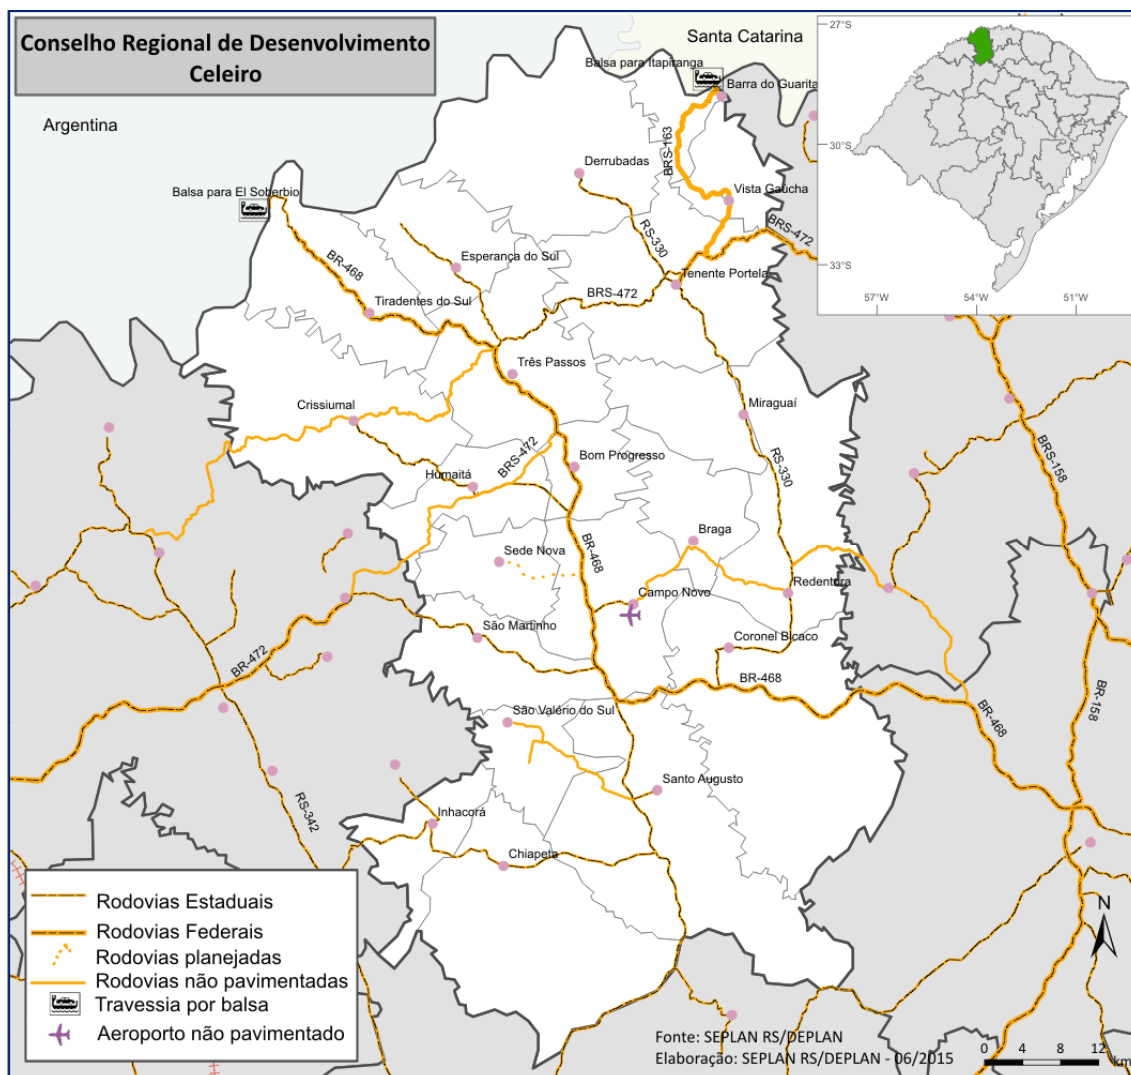 Conselho Regional de Desenvolvimento
Celeiro
Argentina
Santa Catarina
Balsa para Itapiranga
Barra do Guarita
BRS-163
Derrubadas
Vista Gaúcha
Balsa para El Soberbio
BR-468
Esperança do Sul
RS-330
BRS-472
Tenente Portela
Tiradentes do Sul
BRS-472
Três Passos
Crissiumal
Miraguaí
BRS-472
Humaitá
Bom Progresso
RS-330
BRS-158
Braga
Sede Nova
BR-468
Campo Novo
Redentora
São Martinho
Coronel Bicaco
BR-472
BR-468
BR-158
BR-468
São Valério do Sul
Santo Augusto
RS-342
Inhacorá
Chiapeta
27°S
30°S
33°S
57°W
54°W
51°W
Rodovias Estaduais
Rodovias Federais
Rodovias planejadas
Rodovias não pavimentadas
Travessia por balsa
Aeroporto não pavimentado
N
Fonte: SEPLAN RS/DEPLAN
Elaboração: SEPLAN RS/DEPLAN - 06/2015
0 4 8 12
km